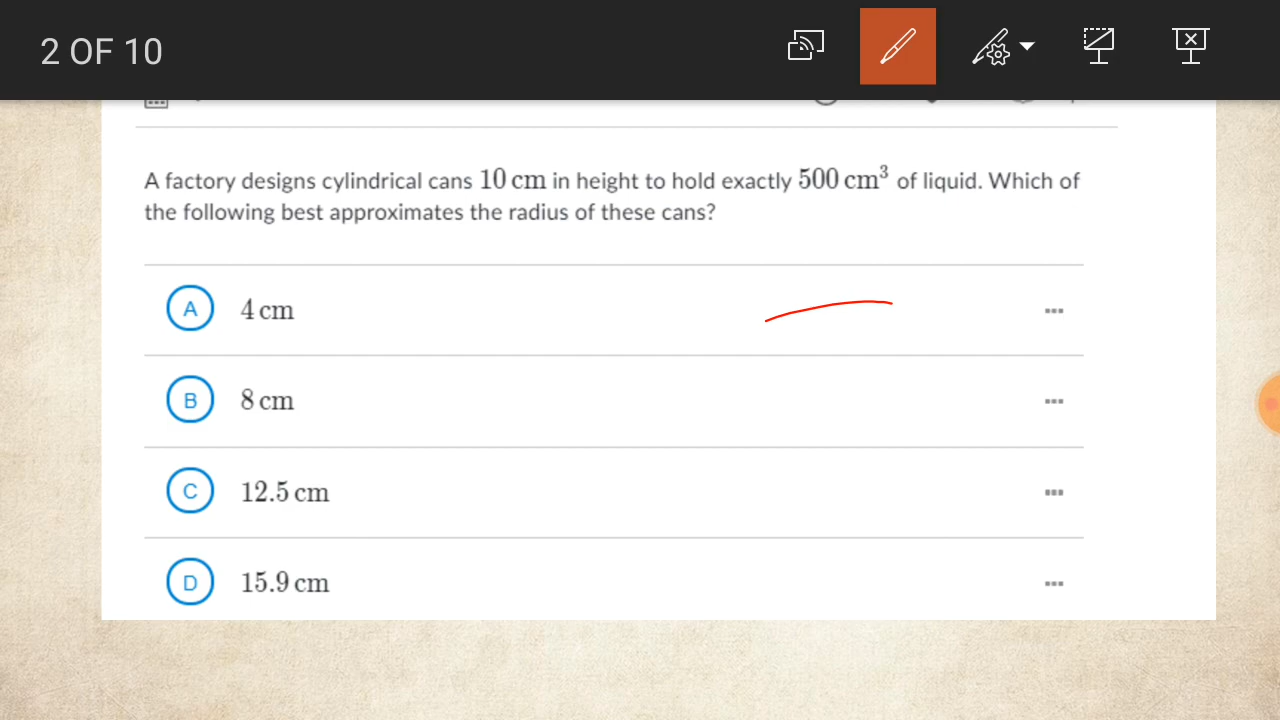 2 OF 10
A factory designs cylindrical cans 10 cm in height to hold exactly 500 cm³ of liquid. Which of
the following best approximates the radius of these cans?
A 4 cm
B 8 cm
C 12.5 cm
D 15.9 cm